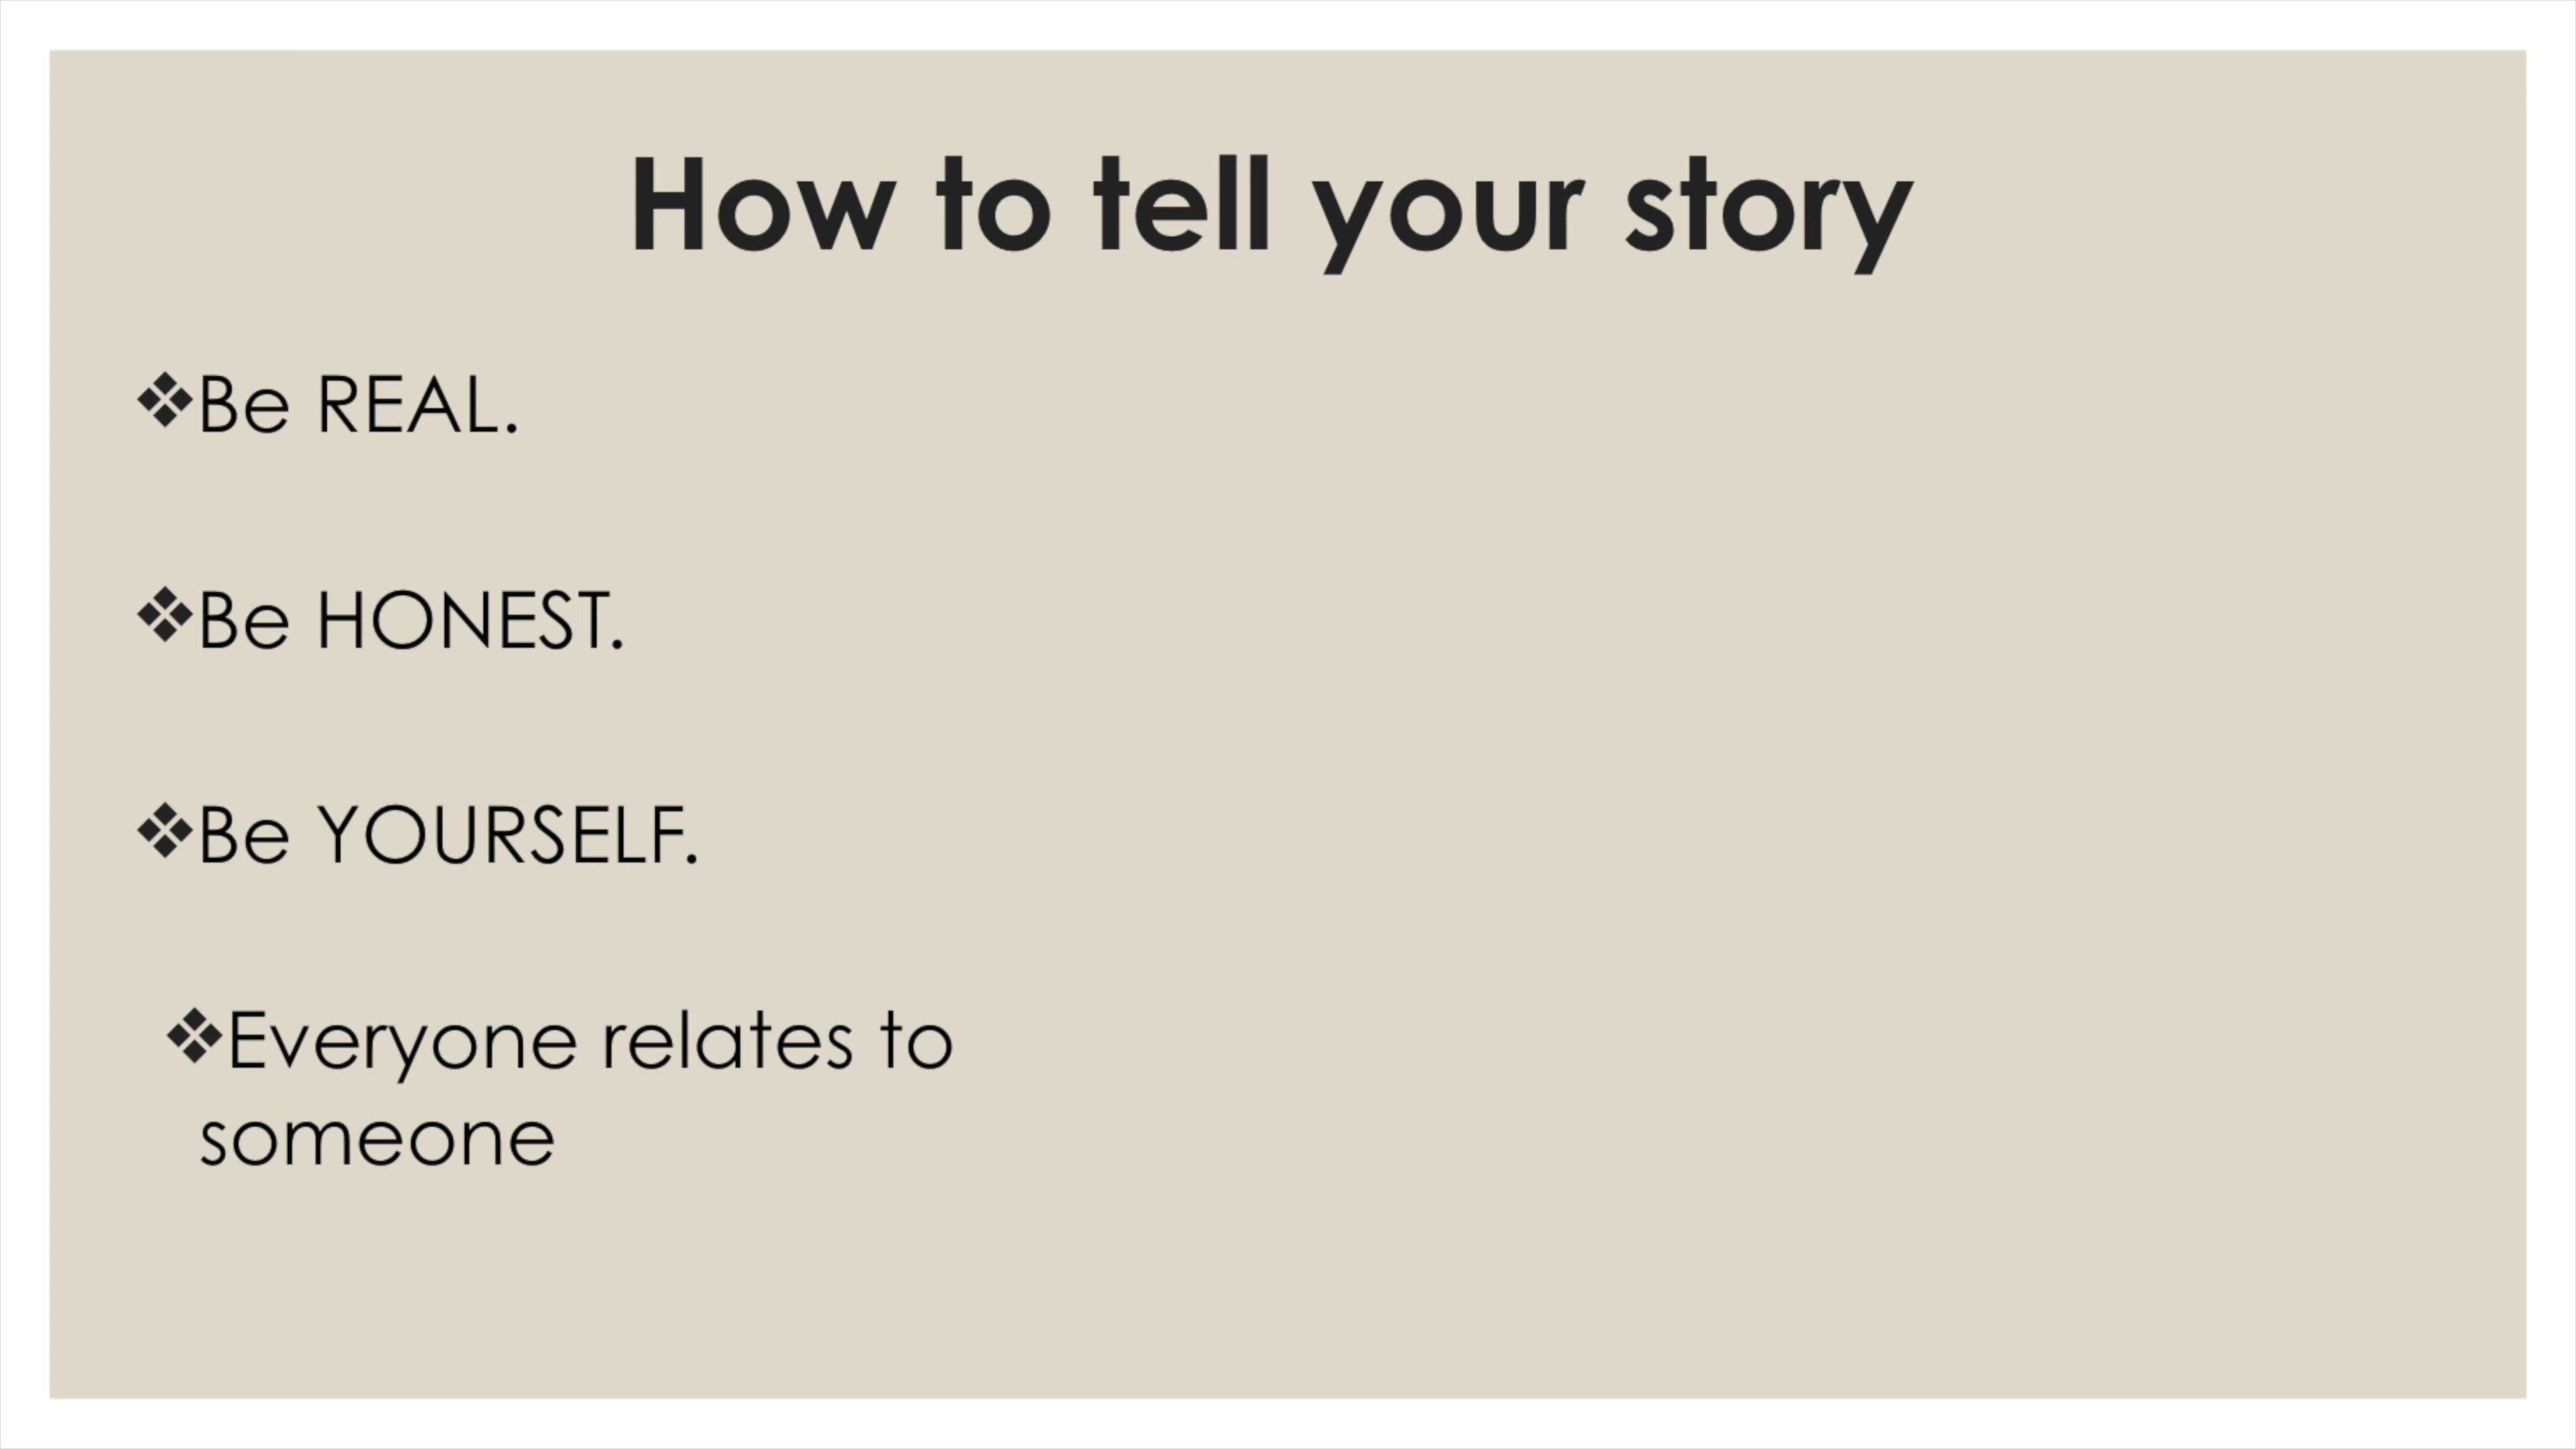 How to tell your story
❖Be REAL.
❖Be HONEST.
❖Be YOURSELF.
❖Everyone relates to
someone